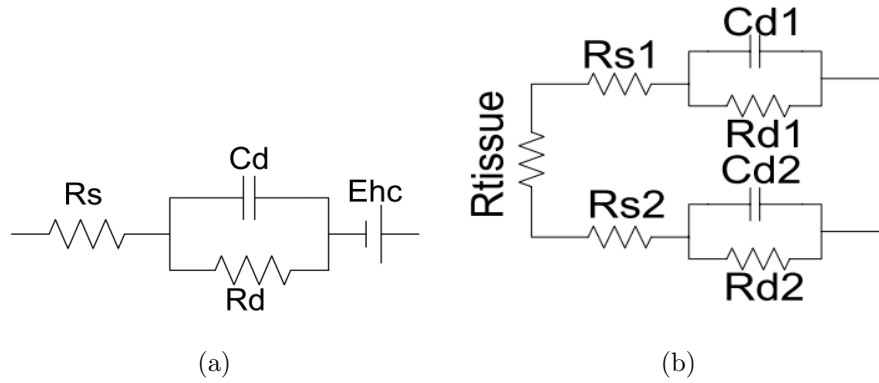 Cd
Rs
Ehc
Rd
(a)
Cd1
Rs1
Rd1
Rtissue
Cd2
Rs2
Rd2
(b)